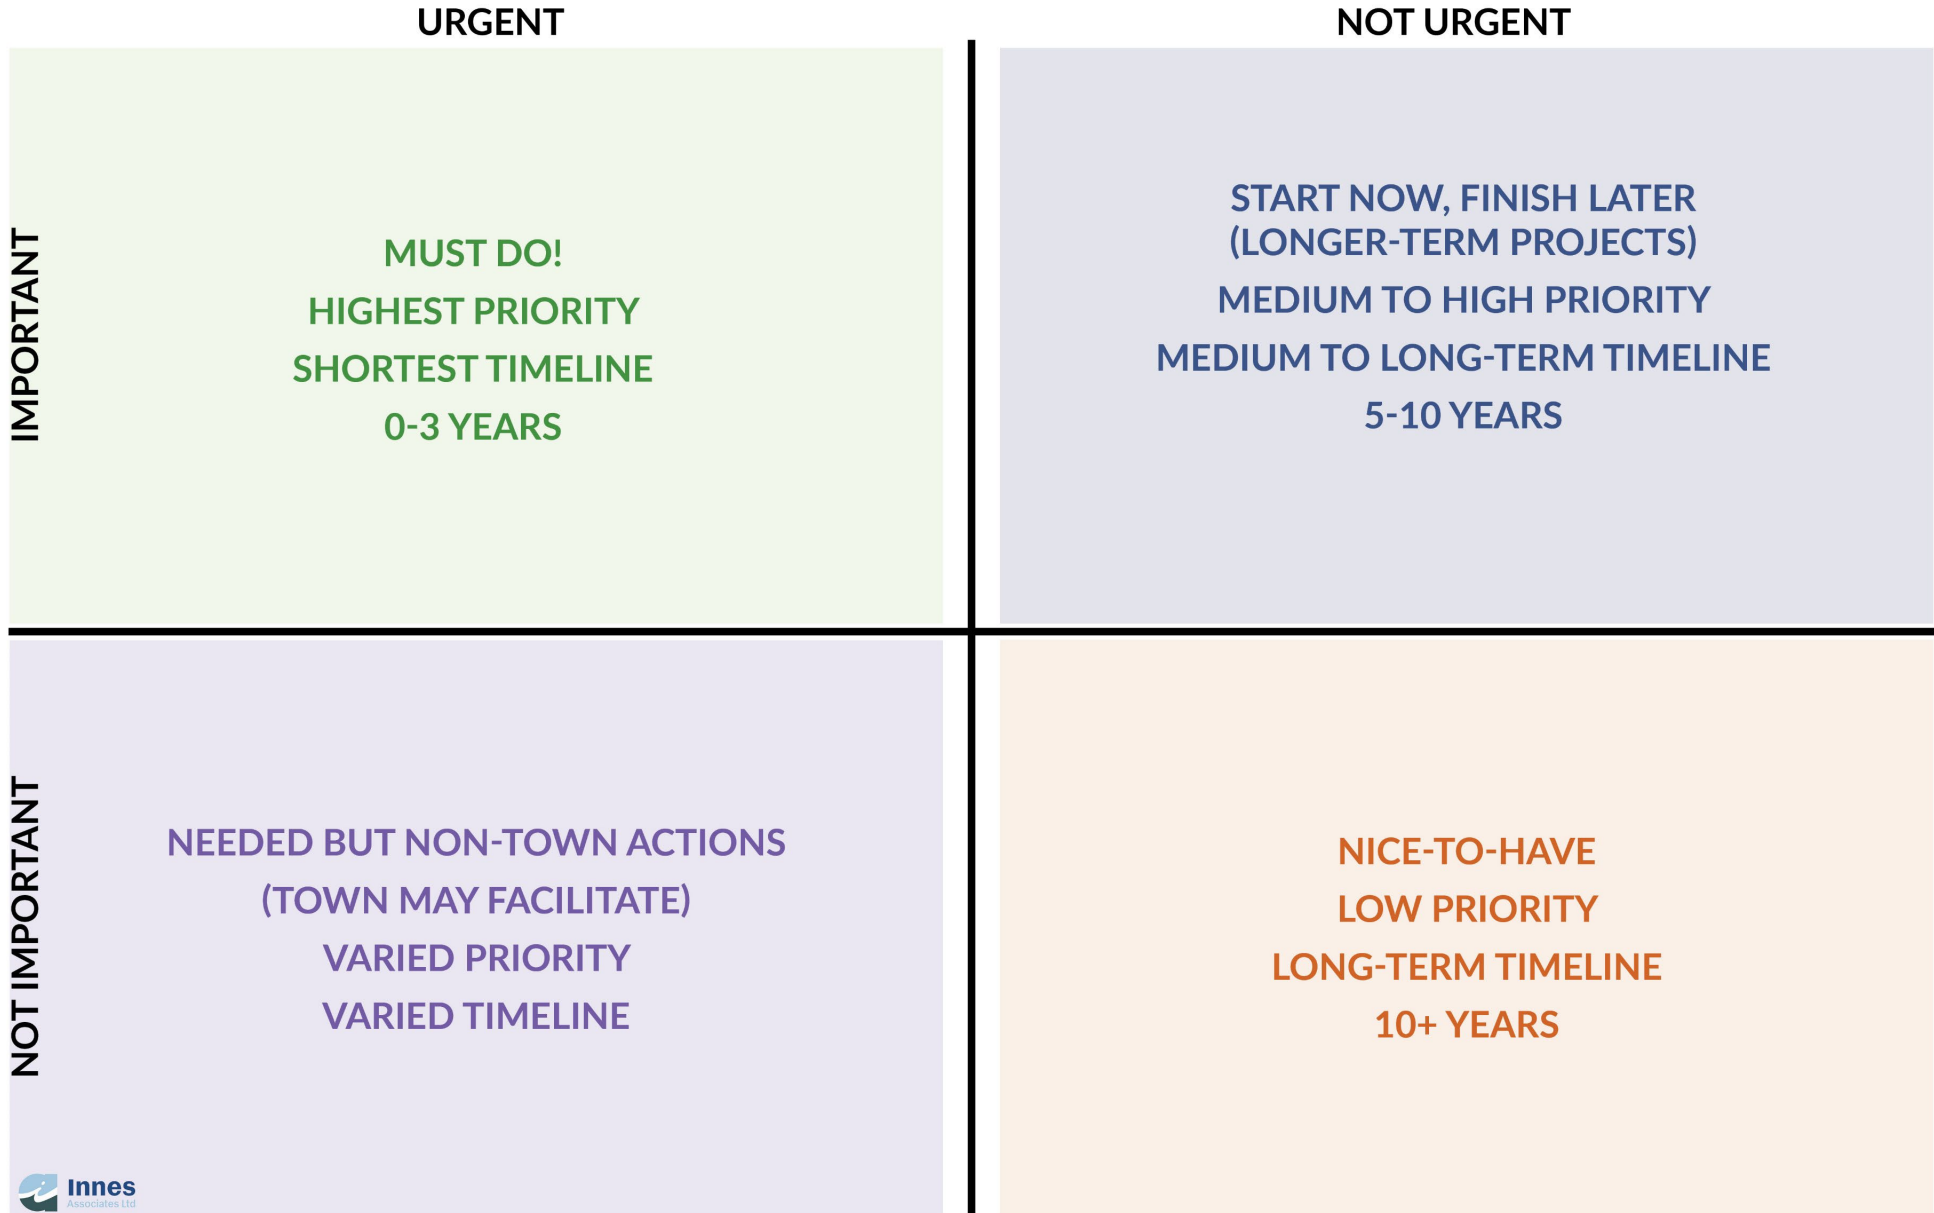 URGENT
NOT URGENT
IMPORTANT
MUST DO!
HIGHEST PRIORITY
SHORTEST TIMELINE
0-3 YEARS
START NOW, FINISH LATER
(LONGER-TERM PROJECTS)
MEDIUM TO HIGH PRIORITY
MEDIUM TO LONG-TERM TIMELINE
5-10 YEARS
NOT IMPORTANT
NEEDED BUT NON-TOWN ACTIONS
(TOWN MAY FACILITATE)
VARIED PRIORITY
VARIED TIMELINE
NICE-TO-HAVE
LOW PRIORITY
LONG-TERM TIMELINE
10+ YEARS
Innes
Associates Ltd